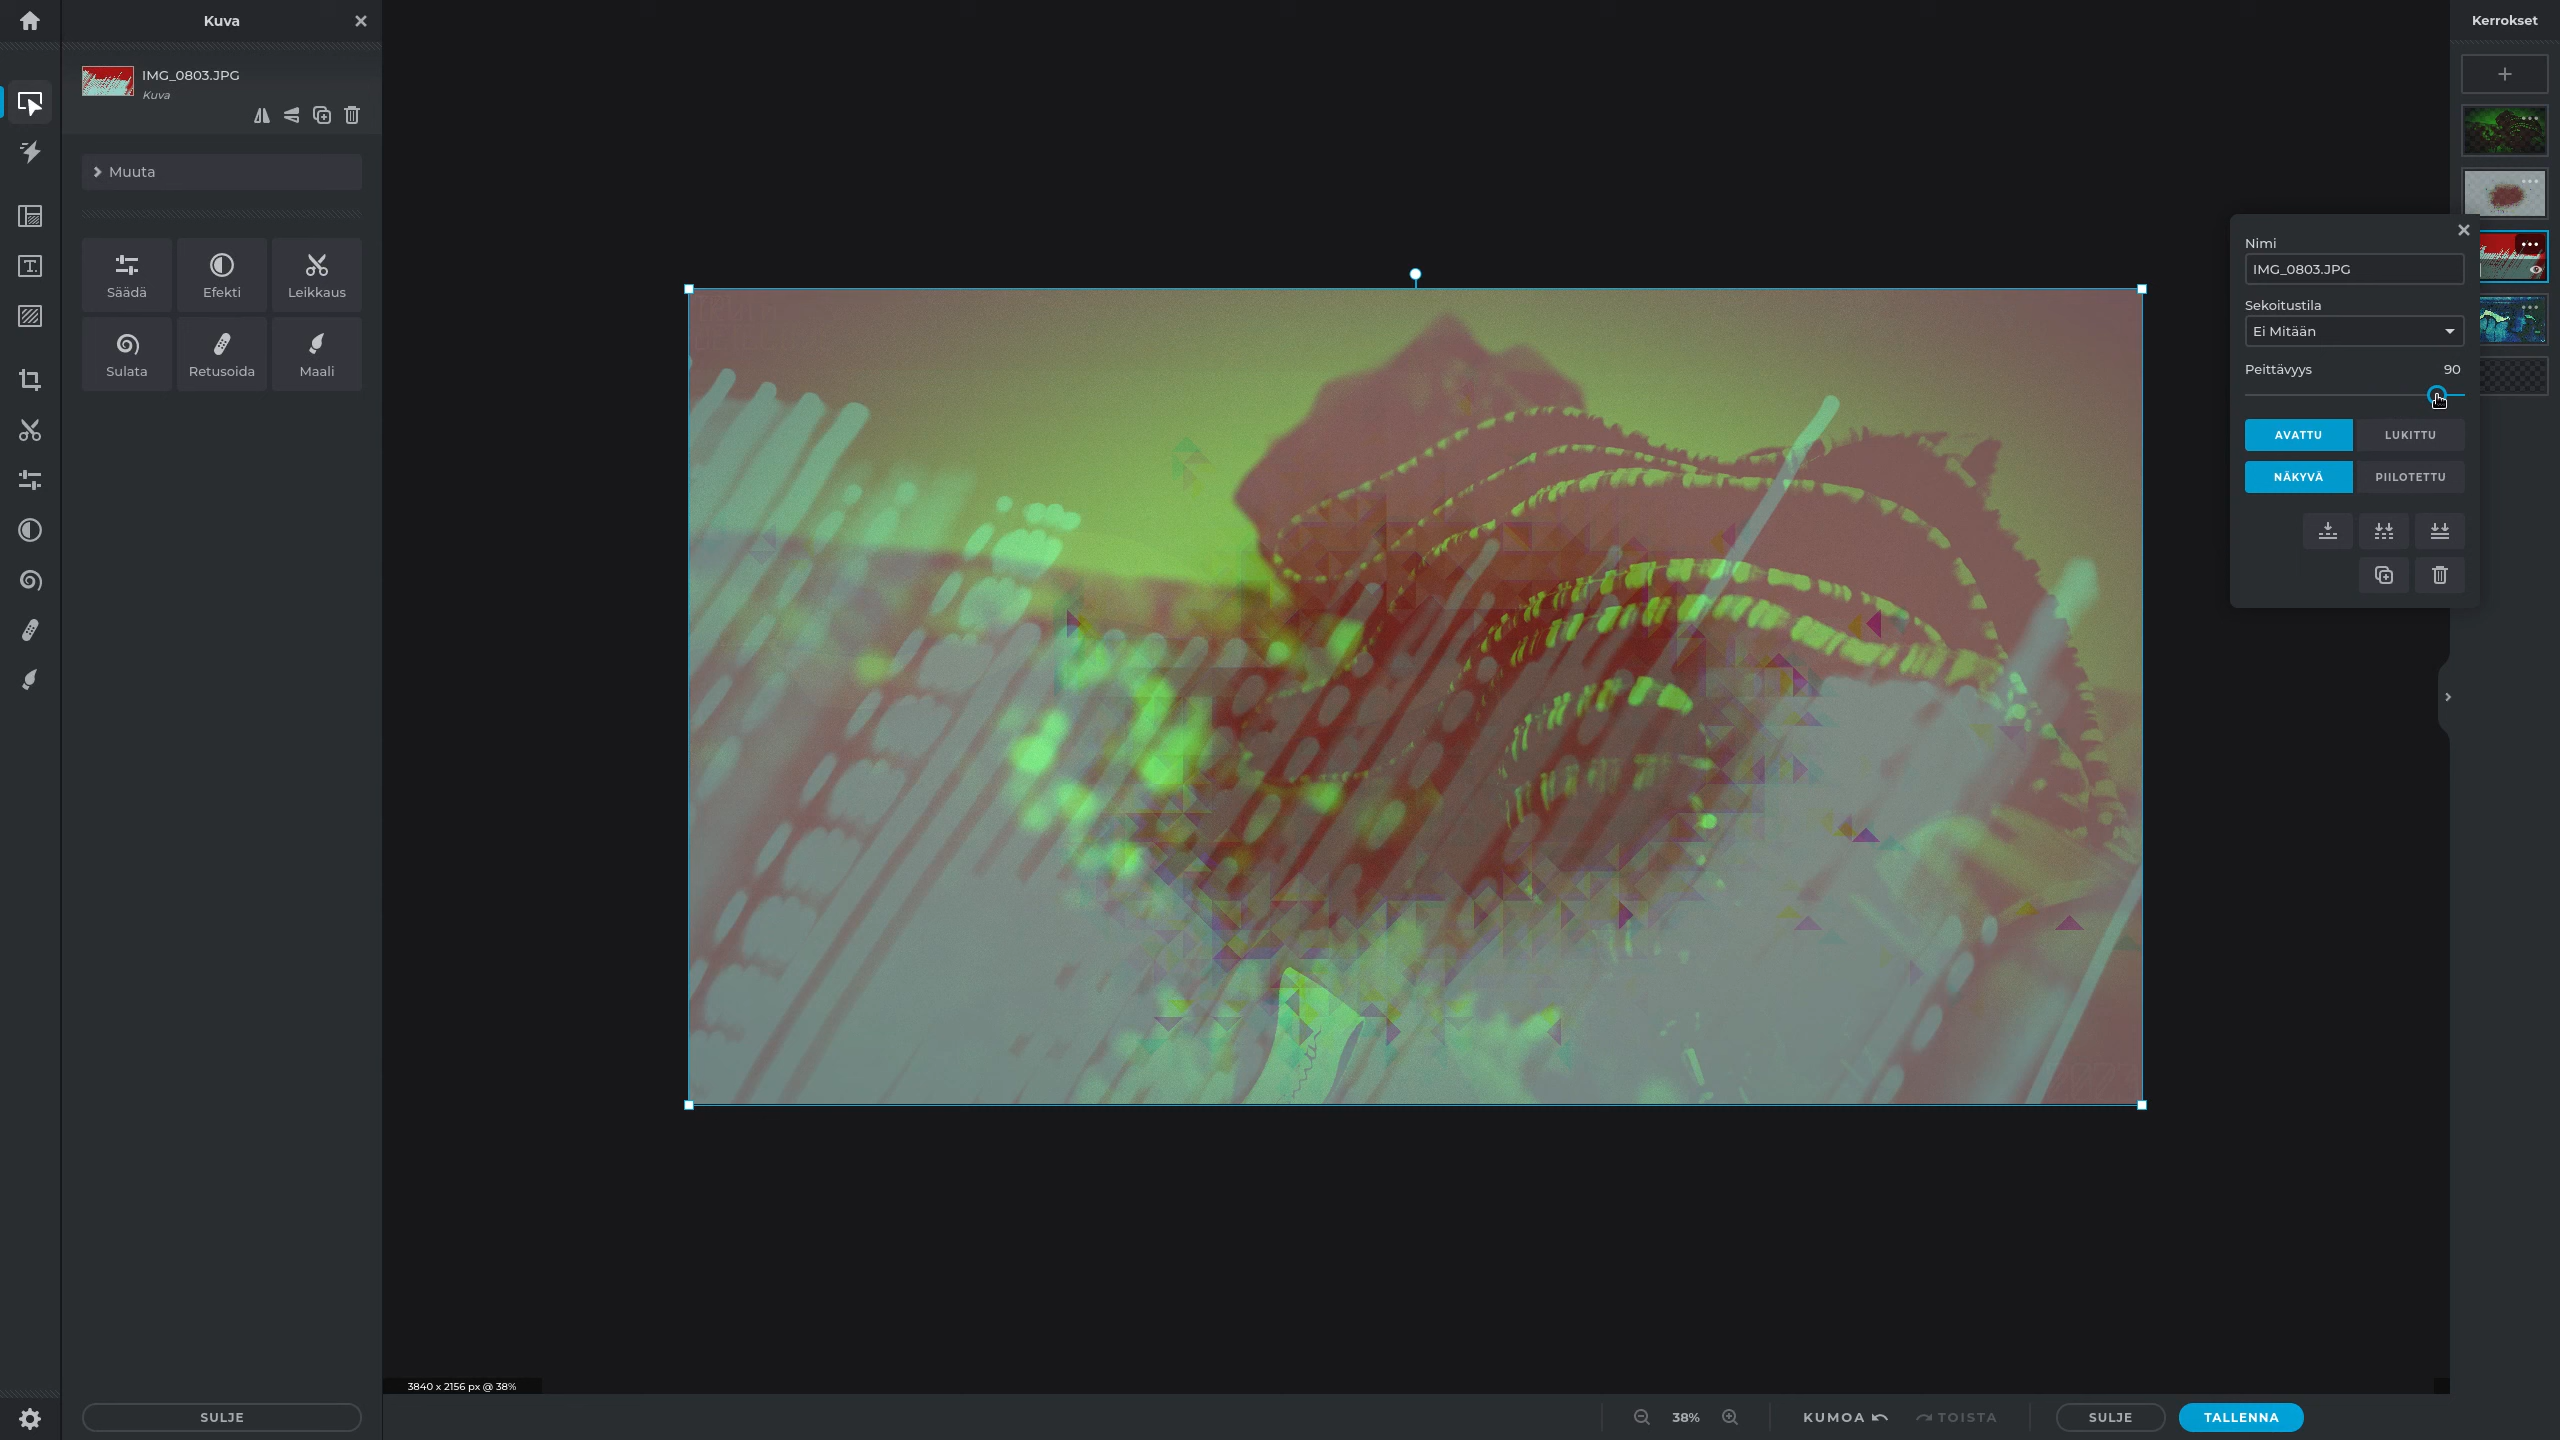 Kuva
IMG_0803.JPG
Kuva
Muuta
Säädä
Efekti
Leikkaus
Sulata
Retusoida
Maali
SULJE
3840 x 2156 px @ 38%
38%
KUMOA
TOISTA
SULJE
TALLENNA
Kerrokset
Nimi
IMG_0803.JPG
Sekoitustila
Ei Mitään
Peittävyys 90
AVATTU
LUKITTU
NÄKYVÄ
PIILOTETTU